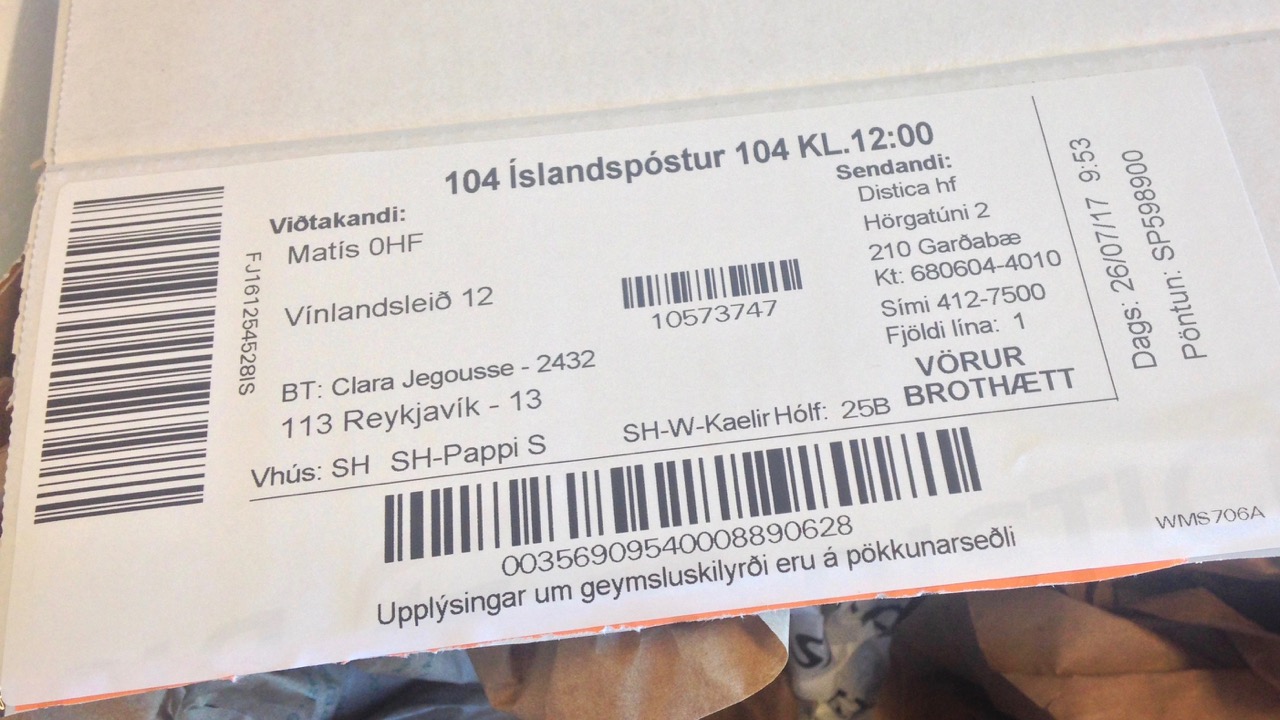 104 Íslandspóstur 104 KL.12:00
FJ161254528IS
Viðtakandi:
Matís 0HF
Vínlandsleið 12
BT: Clara Jegousse - 2432
113 Reykjavík - 13
Vhús: SH SH-Pappi S
10573747
SH-W-Kaelir Hólf: 25B
Sendandi:
Distica hf
Hörgatúni 2
210 Garðabæ
Kt: 680604-4010
Sími 412-7500
Fjöldi lína: 1
VÖRUR
BROTHÆTT
Dags: 26/07/17 9:53
Pöntun: SP598900
00356909540008890628
Upplýsingar um geymsluskilyrði eru á pökkunarseðli
WMS706A